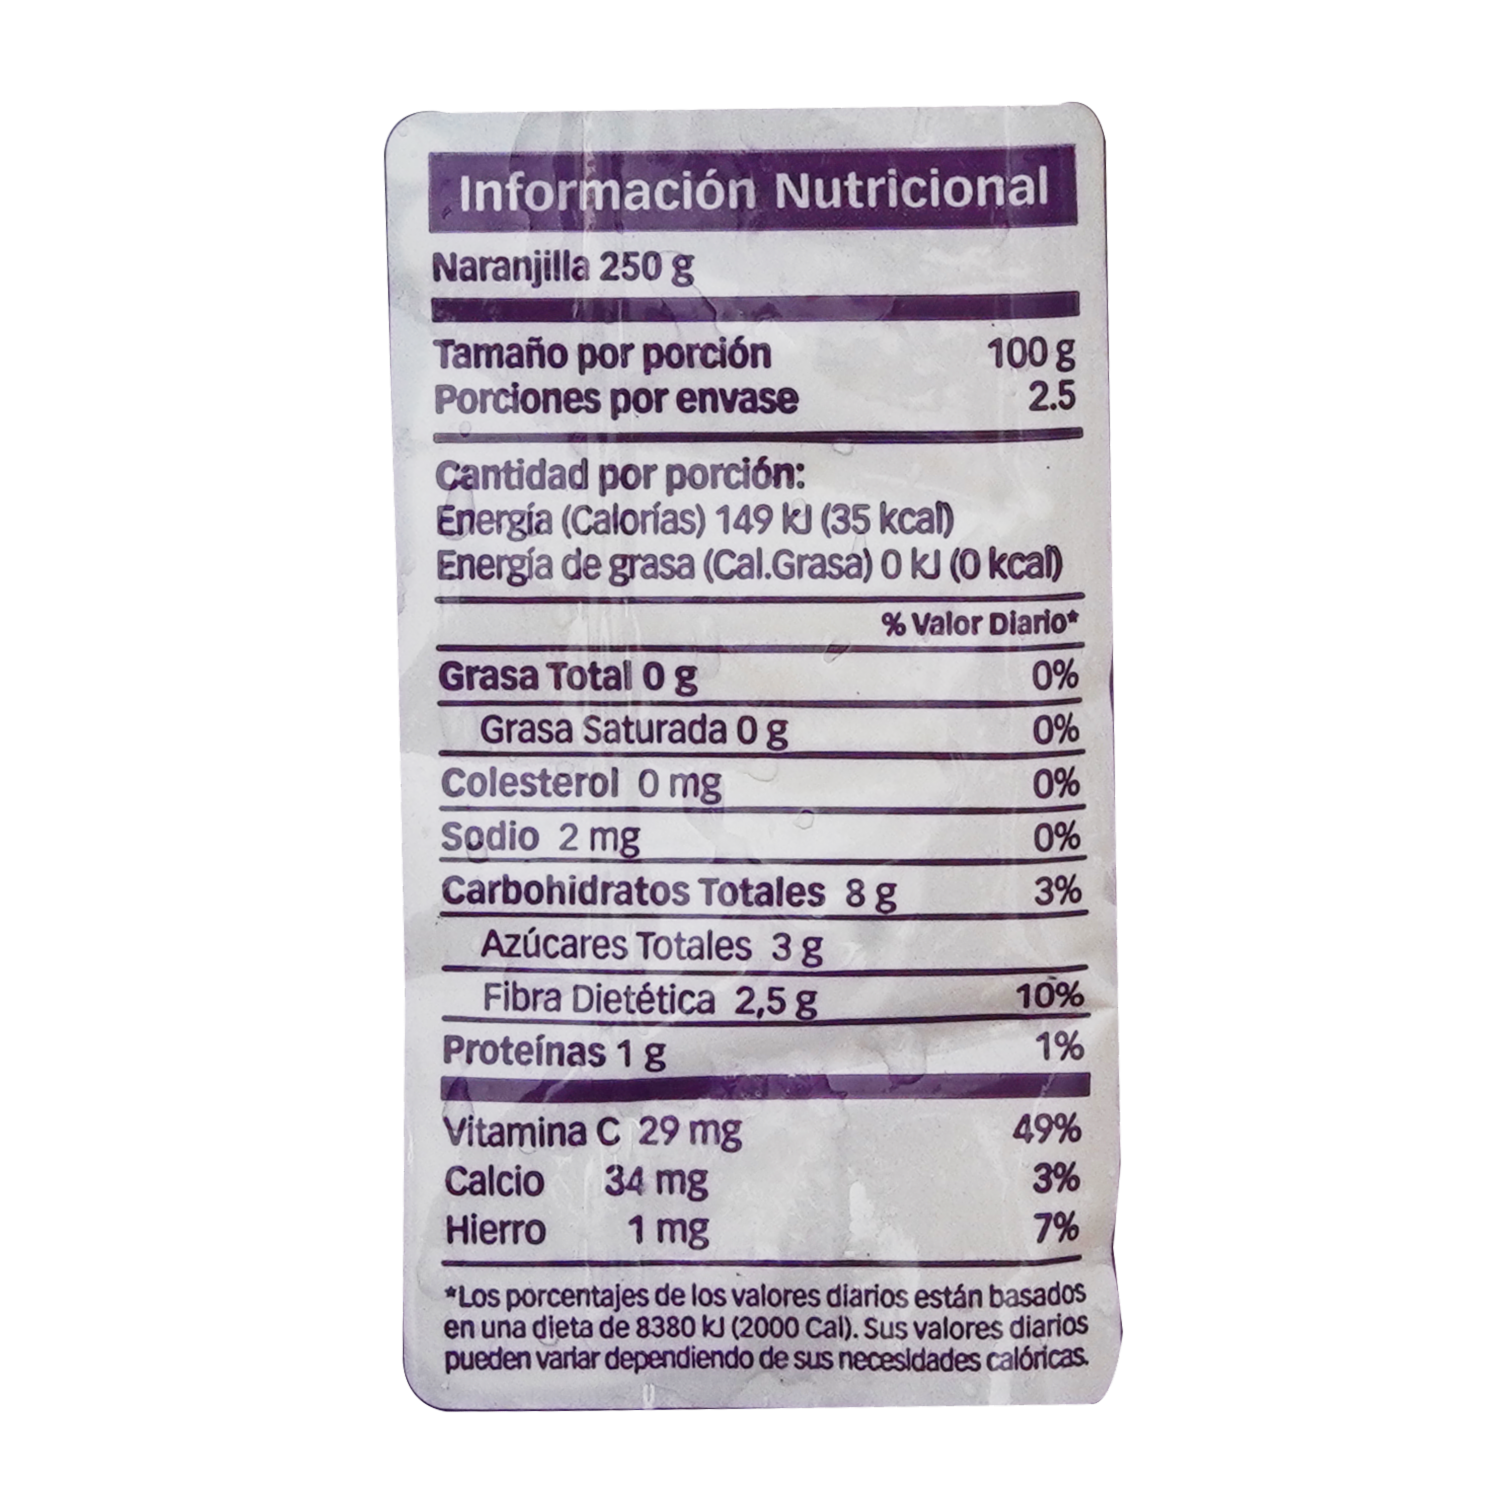 Información Nutricional
Naranjilla 250 g
Tamaño por porción 100 g
Porciones por envase 2.5
Cantidad por porción:
Energía (Calorías) 149 kJ (35 kcal)
Energía de grasa (Cal.Grasa) 0 kJ (0 kcal)
% Valor Diario*
Grasa Total 0 g 0%
Grasa Saturada 0 g 0%
Colesterol 0 mg 0%
Sodio 2 mg 0%
Carbohidratos Totales 8 g 3%
Azúcares Totales 3 g
Fibra Dietética 2,5 g 10%
Proteínas 1 g 1%
Vitamina C 29 mg 49%
Calcio 34 mg 3%
Hierro 1 mg 7%
*Los porcentajes de los valores diarios están basados
en una dieta de 8380 kJ (2000 Cal). Sus valores diarios
pueden variar dependiendo de sus necesidades calóricas.